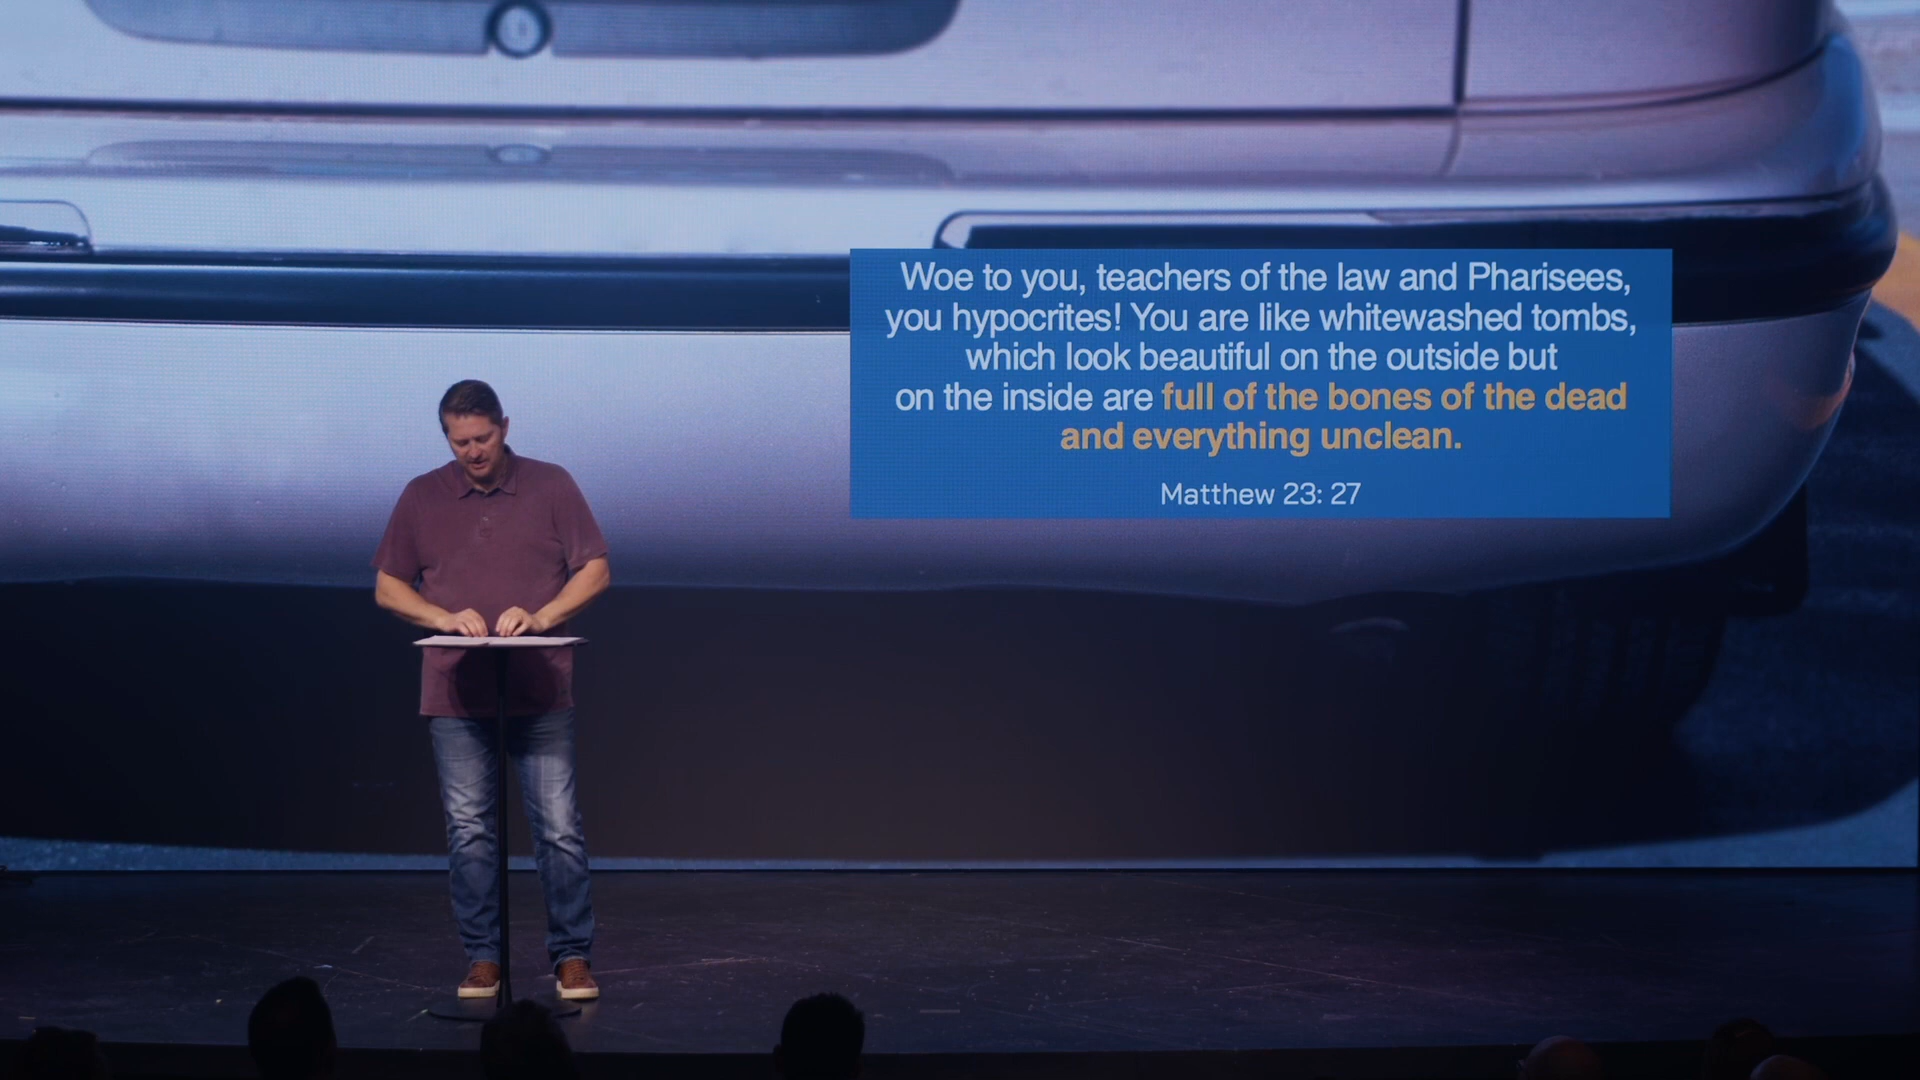 Woe to you, teachers of the law and Pharisees,
you hypocrites! You are like whitewashed tombs,
which look beautiful on the outside but
on the inside are full of the bones of the dead
and everything unclean.
Matthew 23: 27